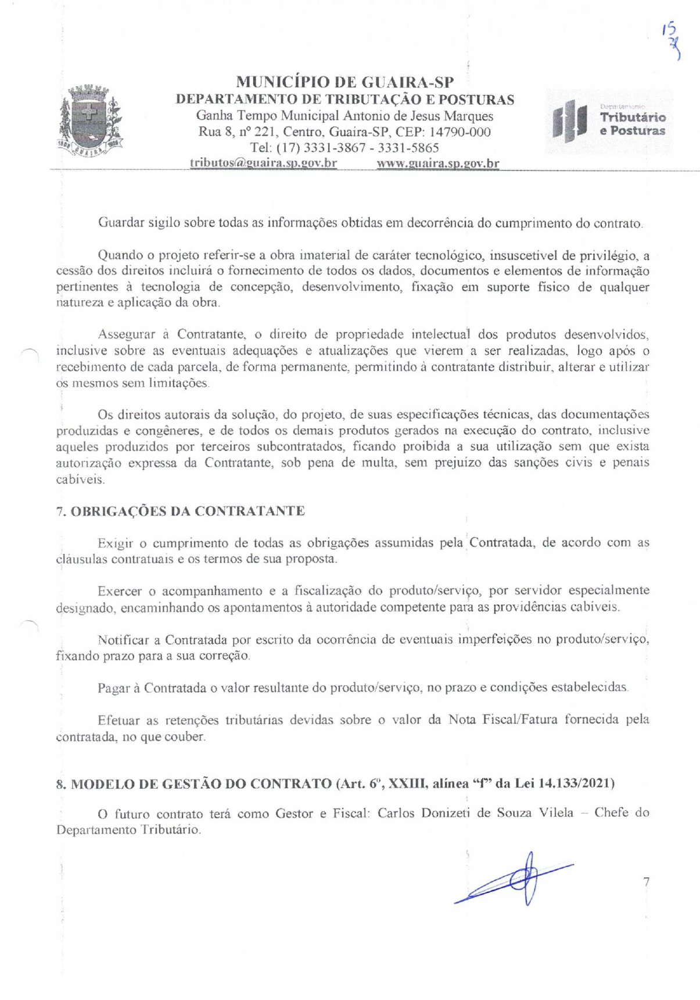 15
MUNICÍPIO DE GUAIRA-SP
DEPARTAMENTO DE TRIBUTAÇÃO E POSTURAS
Ganha Tempo Municipal Antonio de Jesus Marques
Rua 8, nº 221, Centro, Guaira-SP, CEP: 14790-000
Tel: (17) 3331-3867 - 3331-5865
tributos@guaira.sp.gov.br www.guaira.sp.gov.br
GUAIRA
Departamento
Tributário
e Posturas
Guardar sigilo sobre todas as informações obtidas em decorrência do cumprimento do contrato.
Quando o projeto referir-se a obra imaterial de caráter tecnológico, insuscetível de privilégio, a
cessão dos direitos incluirá o fornecimento de todos os dados, documentos e elementos de informação
pertinentes à tecnologia de concepção, desenvolvimento, fixação em suporte físico de qualquer
natureza e aplicação da obra.
Assegurar à Contratante, o direito de propriedade intelectual dos produtos desenvolvidos,
inclusive sobre as eventuais adequações e atualizações que vierem a ser realizadas, logo após o
recebimento de cada parcela, de forma permanente, permitindo à contratante distribuir, alterar e utilizar
os mesmos sem limitações.
Os direitos autorais da solução, do projeto, de suas especificações técnicas, das documentações
produzidas e congêneres, e de todos os demais produtos gerados na execução do contrato, inclusive
aqueles produzidos por terceiros subcontratados, ficando proibida a sua utilização sem que exista
autorização expressa da Contratante, sob pena de multa, sem prejuízo das sanções civis e penais
cabíveis.
7. OBRIGAÇÕES DA CONTRATANTE
Exigir o cumprimento de todas as obrigações assumidas pela Contratada, de acordo com as
cláusulas contratuais e os termos de sua proposta.
Exercer o acompanhamento e a fiscalização do produto/serviço, por servidor especialmente
designado, encaminhando os apontamentos à autoridade competente para as providências cabíveis.
Notificar a Contratada por escrito da ocorrência de eventuais imperfeições no produto/serviço,
fixando prazo para a sua correção.
Pagar à Contratada o valor resultante do produto/serviço, no prazo e condições estabelecidas.
Efetuar as retenções tributárias devidas sobre o valor da Nota Fiscal/Fatura fornecida pela
contratada, no que couber.
8. MODELO DE GESTÃO DO CONTRATO (Art. 6º, XXIII, alínea “f” da Lei 14.133/2021)
O futuro contrato terá como Gestor e Fiscal: Carlos Donizeti de Souza Vilela – Chefe do
Departamento Tributário.
7